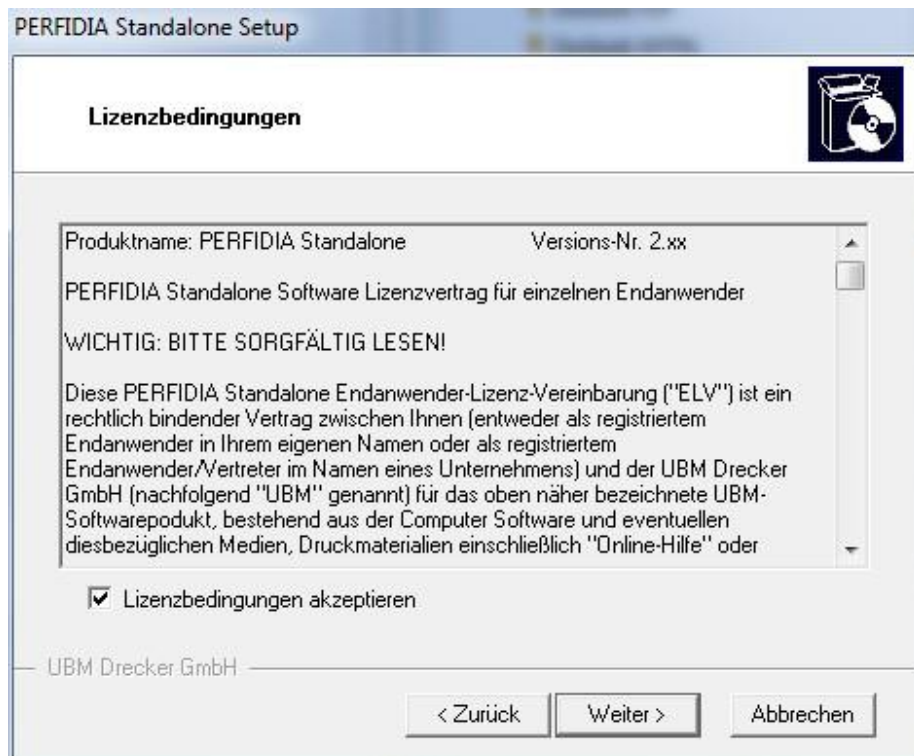 PERFIDIA Standalone Setup
Lizenzbedingungen
Produktname: PERFIDIA Standalone Versions-Nr. 2.xx
PERFIDIA Standalone Software Lizenzvertrag für einzelnen Endanwender
WICHTIG: BITTE SORGFÄLTIG LESEN!
Diese PERFIDIA Standalone Endanwender-Lizenz-Vereinbarung ("ELV") ist ein
rechtlich bindender Vertrag zwischen Ihnen (entweder als registriertem
Endanwender in Ihrem eigenen Namen oder als registriertem
Endanwender/Vertreter im Namen eines Unternehmens) und der UBM Drecker
GmbH (nachfolgend "UBM" genannt) für das oben näher bezeichnete UBM-
Softwarepodukt, bestehend aus der Computer Software und eventuellen
diesbezüglichen Medien, Druckmaterialien einschließlich "Online-Hilfe" oder
Lizenzbedingungen akzeptieren
UBM Drecker GmbH
< Zurück Weiter > Abbrechen